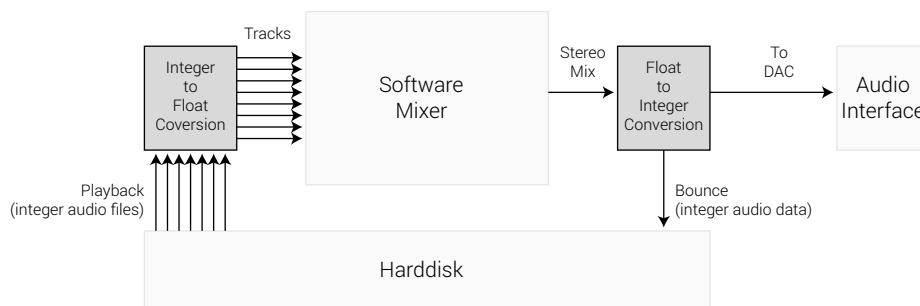 Tracks
Integer
to
Float
Coversion
Software
Mixer
Stereo
Mix
Float
to
Integer
Conversion
To
DAC
Audio
Interface
Playback
(integer audio files)
Bounce
(integer audio data)
Harddisk